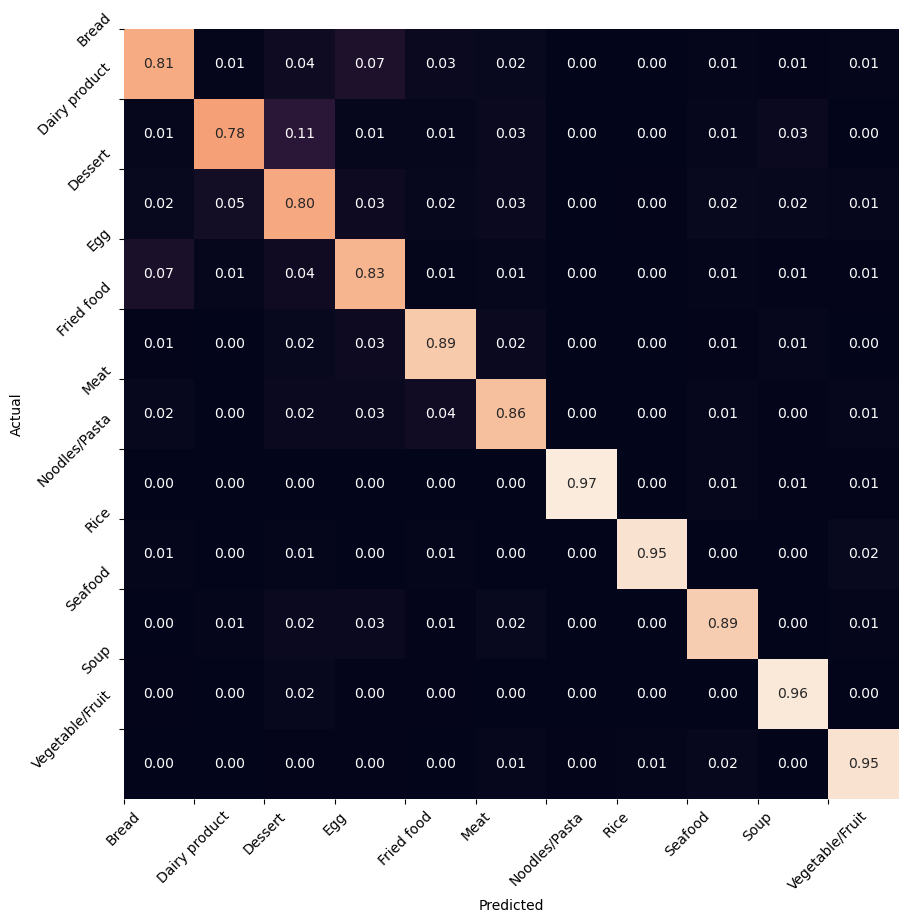 Bread
0.81 0.01 0.04 0.07 0.03 0.02 0.00 0.00 0.01 0.01 0.01
Dairy product
0.01 0.78 0.11 0.01 0.01 0.03 0.00 0.00 0.01 0.03 0.00
Dessert
0.02 0.05 0.80 0.03 0.02 0.03 0.00 0.00 0.02 0.02 0.01
Egg
0.07 0.01 0.04 0.83 0.01 0.01 0.00 0.00 0.01 0.01 0.01
Fried food
0.01 0.00 0.02 0.03 0.89 0.02 0.00 0.00 0.01 0.01 0.00
Meat
0.02 0.00 0.02 0.03 0.04 0.86 0.00 0.00 0.01 0.00 0.01
Actual
Noodles/Pasta
0.00 0.00 0.00 0.00 0.00 0.00 0.97 0.00 0.01 0.01 0.01
Rice
0.01 0.00 0.01 0.00 0.01 0.00 0.00 0.95 0.00 0.00 0.02
Seafood
0.00 0.01 0.02 0.03 0.01 0.02 0.00 0.00 0.89 0.00 0.01
Soup
0.00 0.00 0.02 0.00 0.00 0.00 0.00 0.00 0.00 0.96 0.00
Vegetable/Fruit
0.00 0.00 0.00 0.00 0.00 0.01 0.00 0.01 0.02 0.00 0.95
Bread
Dairy product
Dessert
Egg
Fried food
Meat
Noodles/Pasta
Rice
Seafood
Soup
Vegetable/Fruit
Predicted